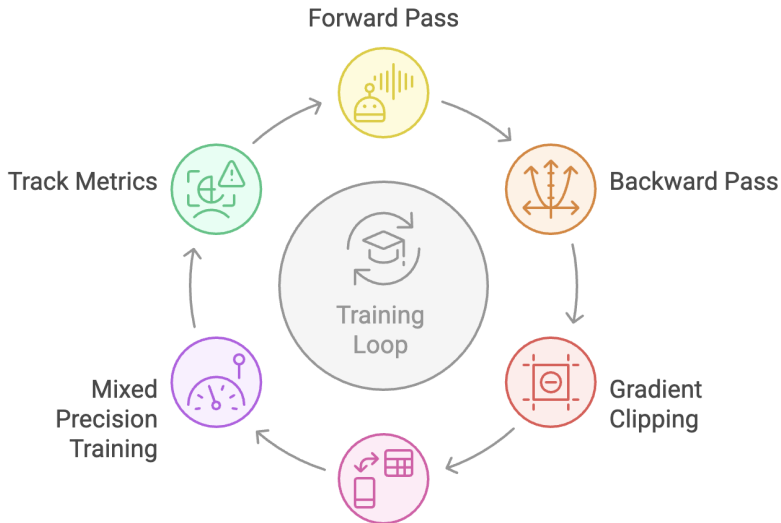 Forward Pass
Track Metrics
Backward Pass
Training
Loop
Mixed
Precision
Training
Gradient
Clipping